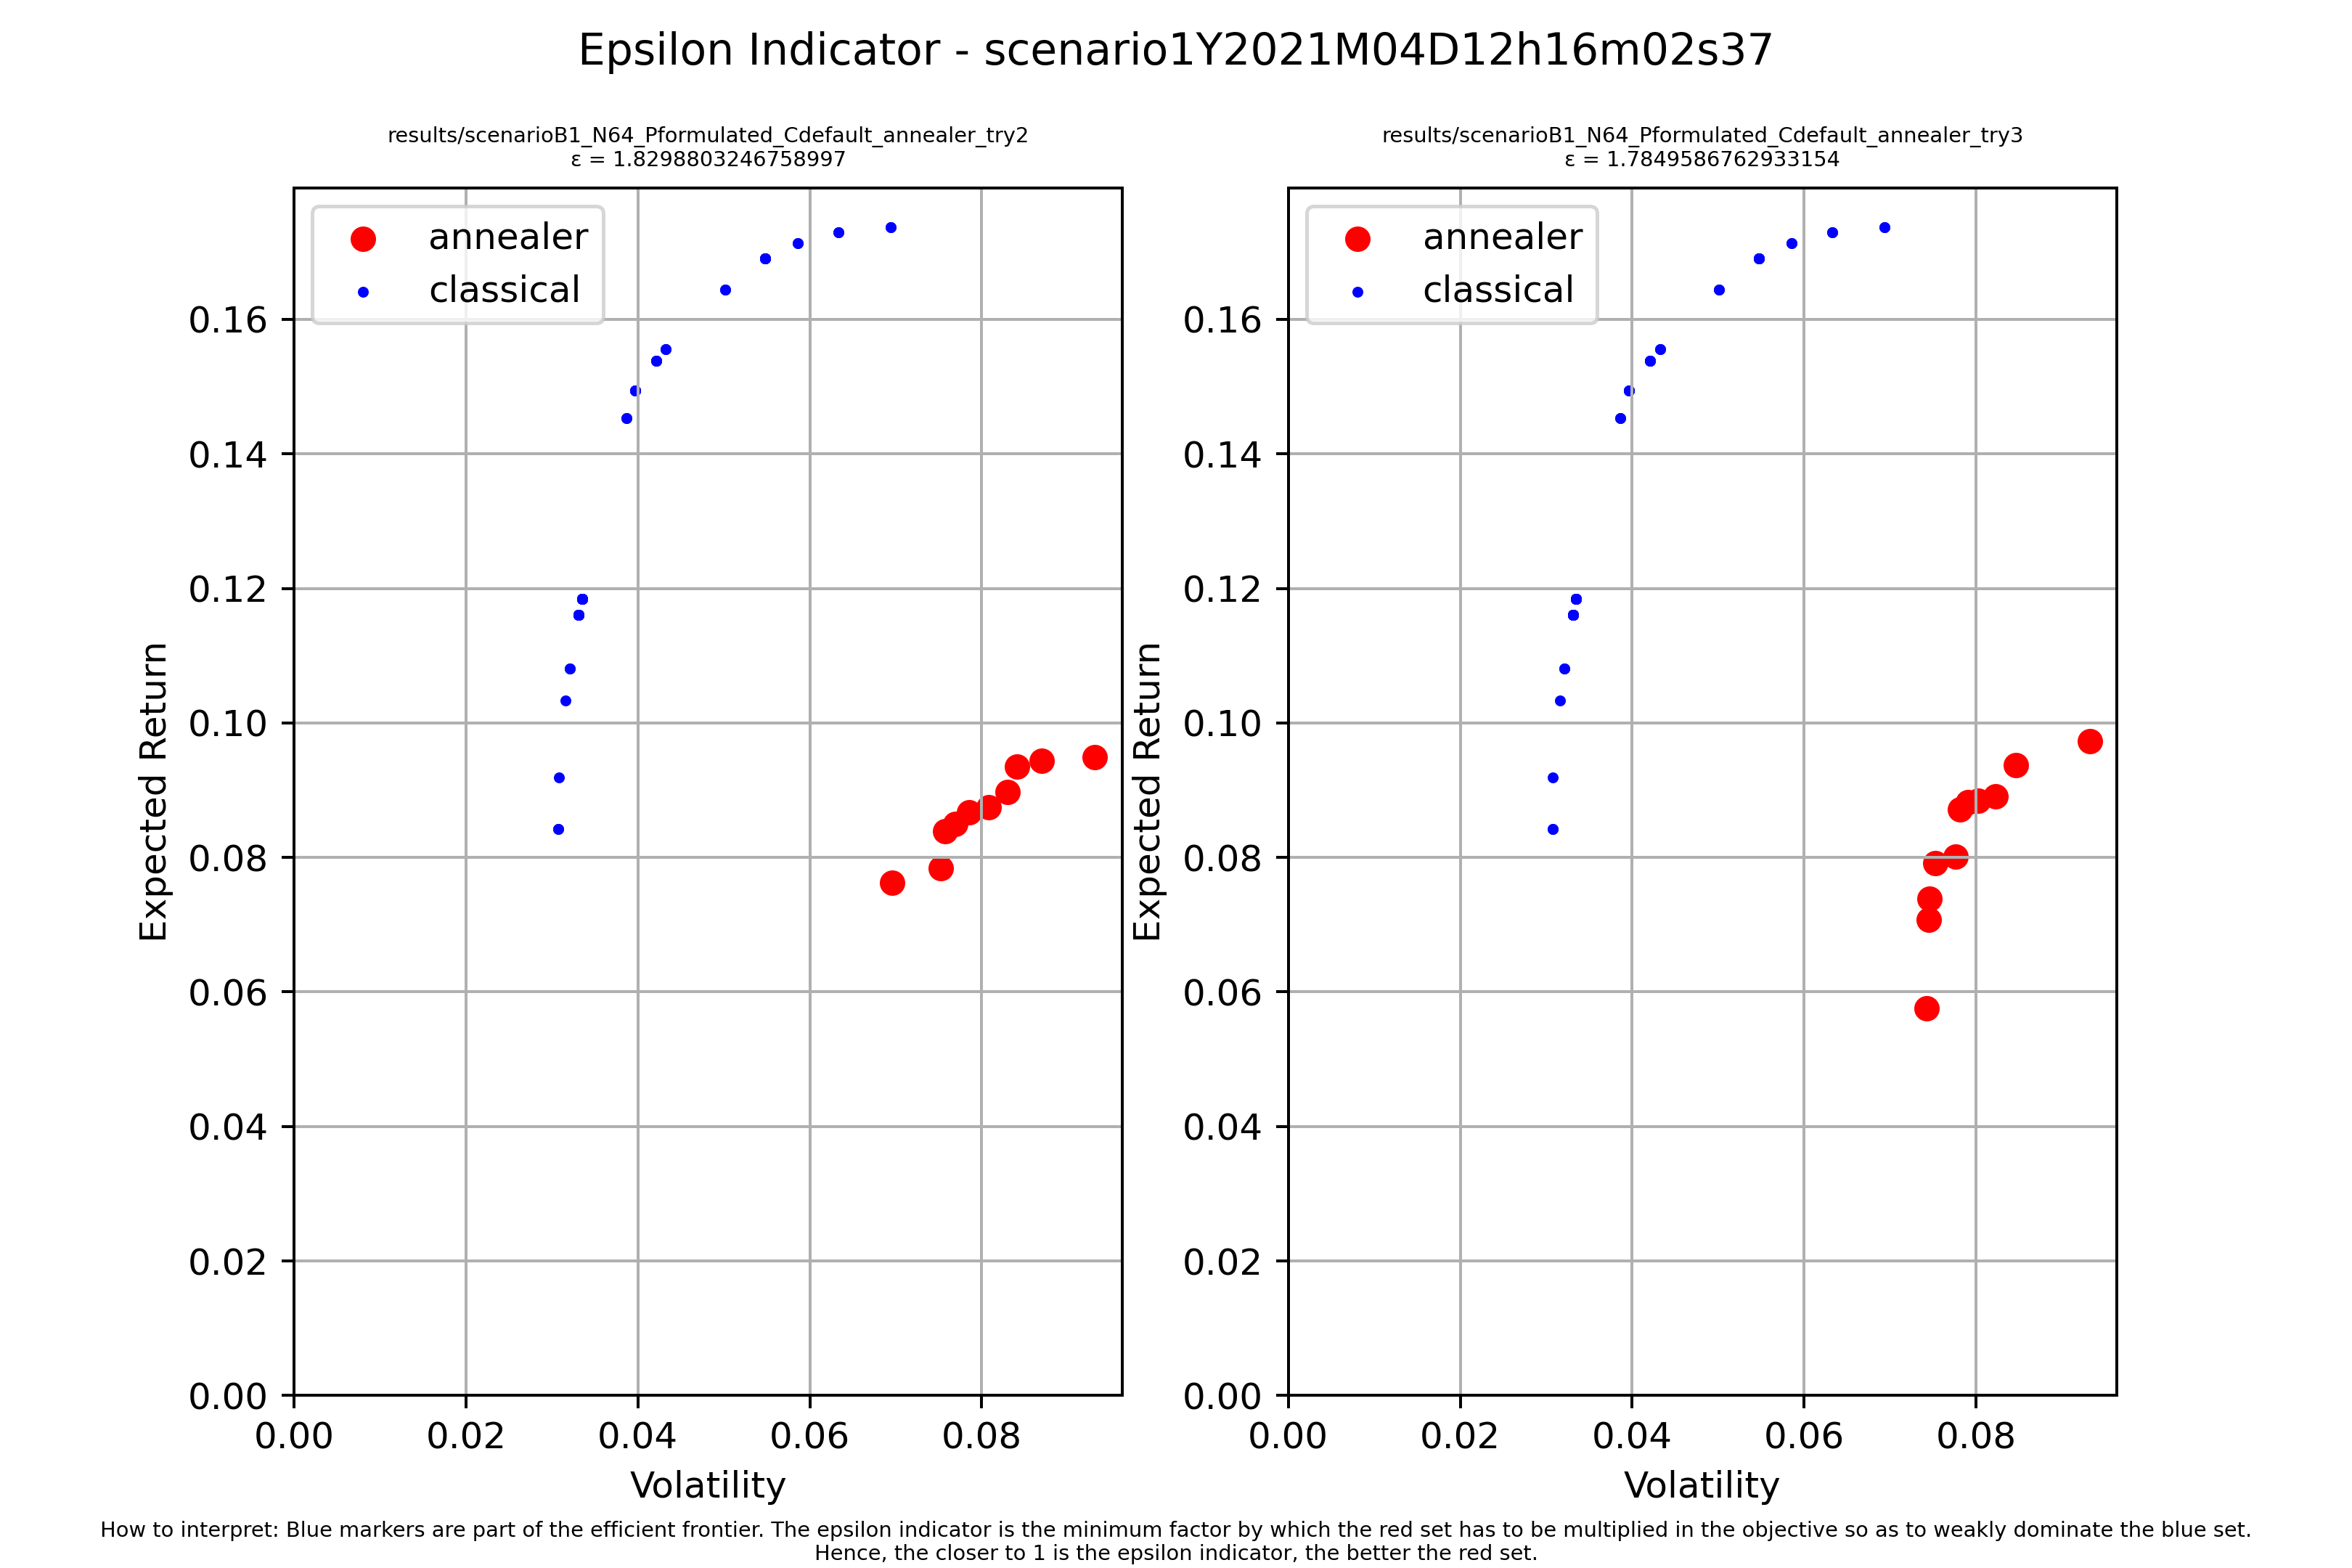 Epsilon Indicator - scenario1Y2021M04D12h16m02s37
results/scenarioB1_N64_Pformulated_Cdefault_annealer_try2
ε = 1.8298803246758997
annealer
classical
0.16
0.14
0.12
0.10
0.08
0.06
0.04
0.02
0.00
Expected Return
0.00 0.02 0.04 0.06 0.08
Volatility
results/scenarioB1_N64_Pformulated_Cdefault_annealer_try3
ε = 1.7849586762933154
annealer
classical
0.16
0.14
0.12
0.10
0.08
0.06
0.04
0.02
0.00
Expected Return
0.00 0.02 0.04 0.06 0.08
Volatility
How to interpret: Blue markers are part of the efficient frontier. The epsilon indicator is the minimum factor by which the red set has to be multiplied in the objective so as to weakly dominate the blue set.
Hence, the closer to 1 is the epsilon indicator, the better the red set.